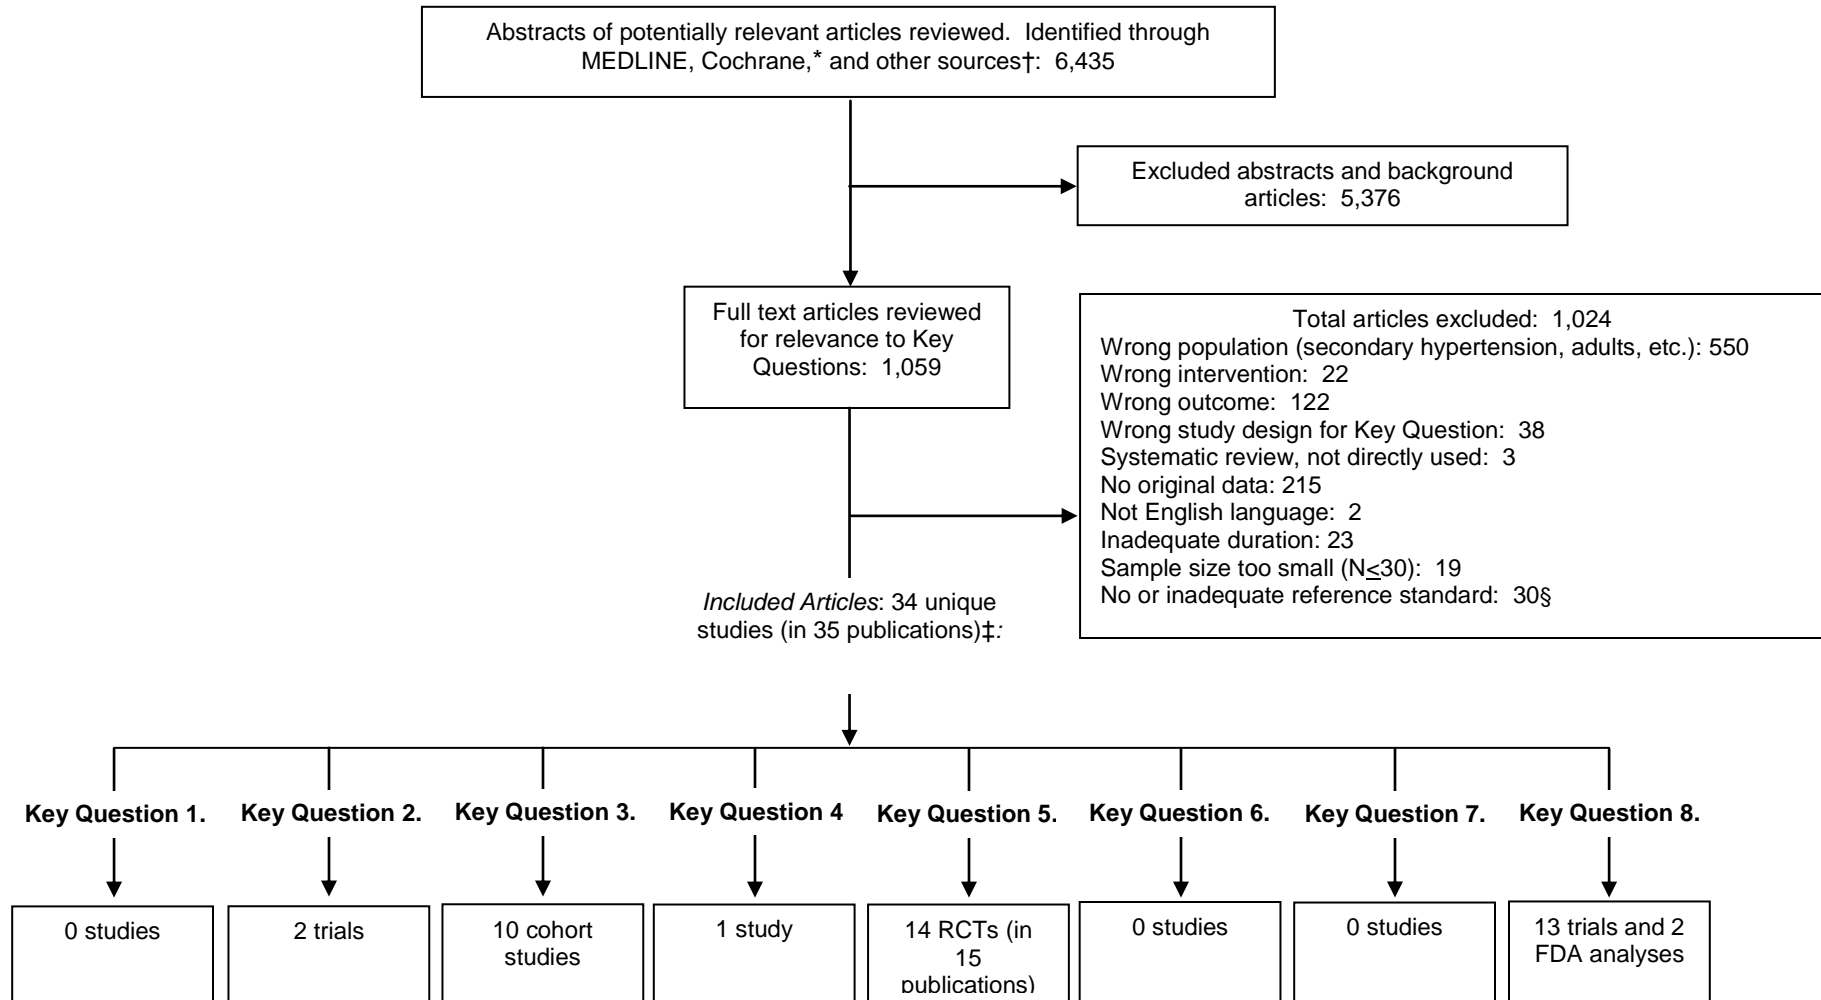 Abstracts of potentially relevant articles reviewed.  Identified through
MEDLINE, Cochrane,* and other sources†:  6,435
Excluded abstracts and background
articles:  5,376
Full text articles reviewed
for relevance to Key
Questions:  1,059
Total articles excluded:  1,024
Wrong population (secondary hypertension, adults, etc.): 550
Wrong intervention:  22
Wrong outcome:  122
Wrong study design for Key Question:  38
Systematic review, not directly used:  3
No original data: 215
Not English language:  2
Inadequate duration: 23
Sample size too small (N≤30):  19
No or inadequate reference standard:  30§
Included Articles: 34 unique
studies (in 35 publications)‡:
Key Question 1.
Key Question 2.
Key Question 3.
Key Question 4
Key Question 5.
Key Question 6.
Key Question 7.
Key Question 8.
0 studies
2 trials
10 cohort
studies
1 study
14 RCTs (in
15
publications)
0 studies
0 studies
13 trials and 2
FDA analyses